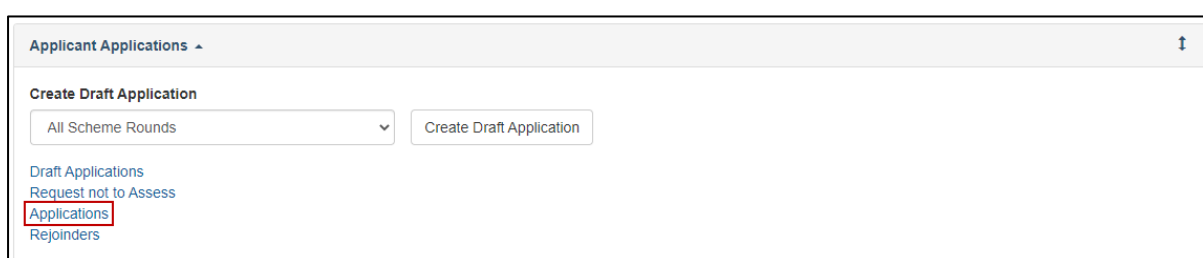 Applicant Applications
Create Draft Application
All Scheme Rounds
Create Draft Application
Draft Applications
Request not to Assess
Applications
Rejoinders